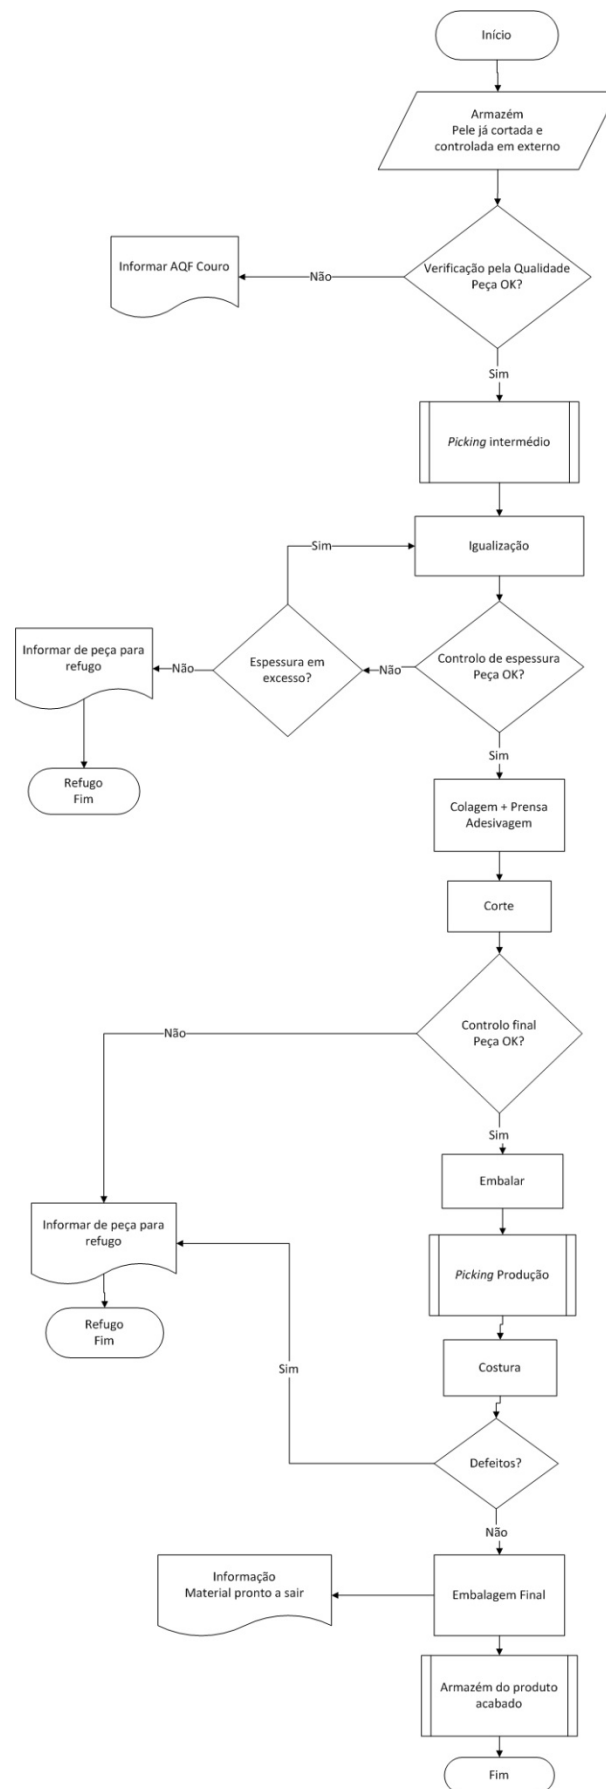 Início
Armazém
Pele já cortada e
controlada em externo
Verificação pela Qualidade
Peça OK?
Não
Informar AQF Couro
Sim
Picking intermédio
Igualização
Sim
Controlo de espessura
Peça OK?
Não
Espessura em
excesso?
Não
Informar de peça para
refugo
Refugo
Fim
Sim
Colagem + Prensa
Adesivagem
Corte
Controlo final
Peça OK?
Não
Sim
Embalar
Informar de peça para
refugo
Picking Produção
Refugo
Fim
Costura
Sim
Defeitos?
Não
Informação
Material pronto a sair
Embalagem Final
Armazém do produto
acabado
Fim